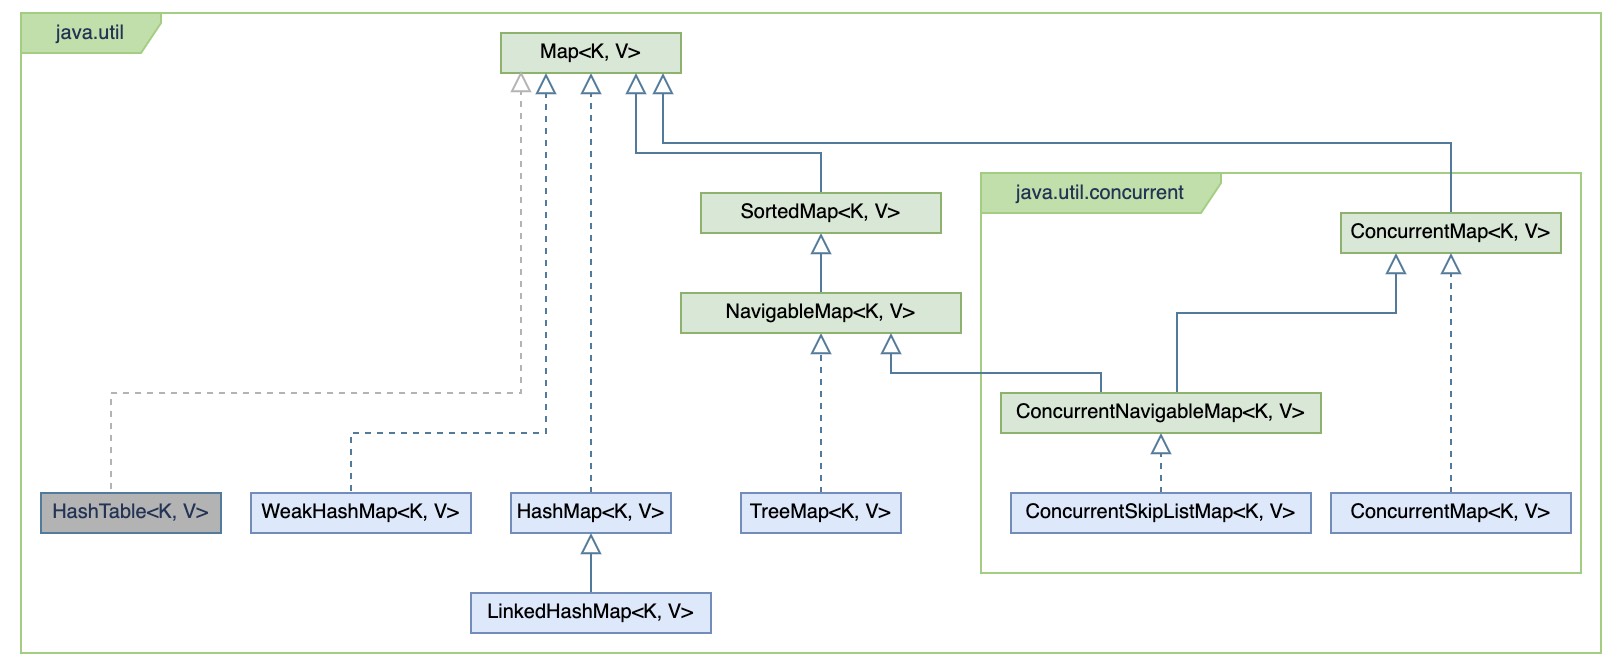 java.util
Map<K, V>
java.util.concurrent
SortedMap<K, V>
ConcurrentMap<K, V>
NavigableMap<K, V>
ConcurrentNavigableMap<K, V>
HashTable<K, V>
WeakHashMap<K, V>
HashMap<K, V>
TreeMap<K, V>
ConcurrentSkipListMap<K, V>
ConcurrentMap<K, V>
LinkedHashMap<K, V>